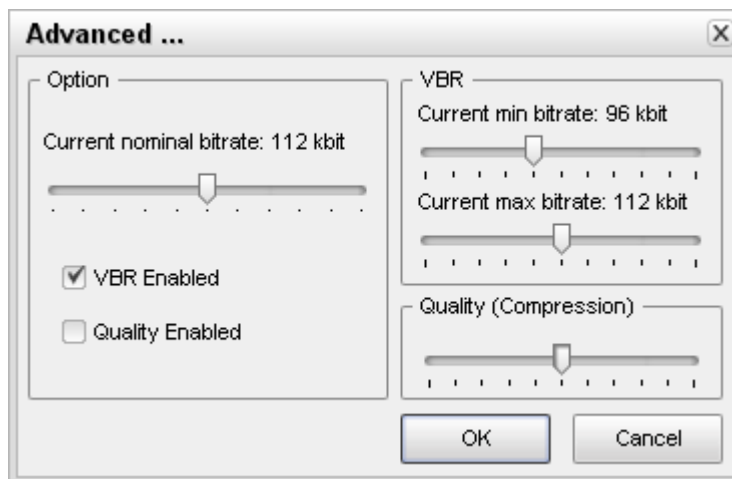 Advanced ...
Option
Current nominal bitrate: 112 kbit
VBR Enabled
Quality Enabled
VBR
Current min bitrate: 96 kbit
Current max bitrate: 112 kbit
Quality (Compression)
OK
Cancel